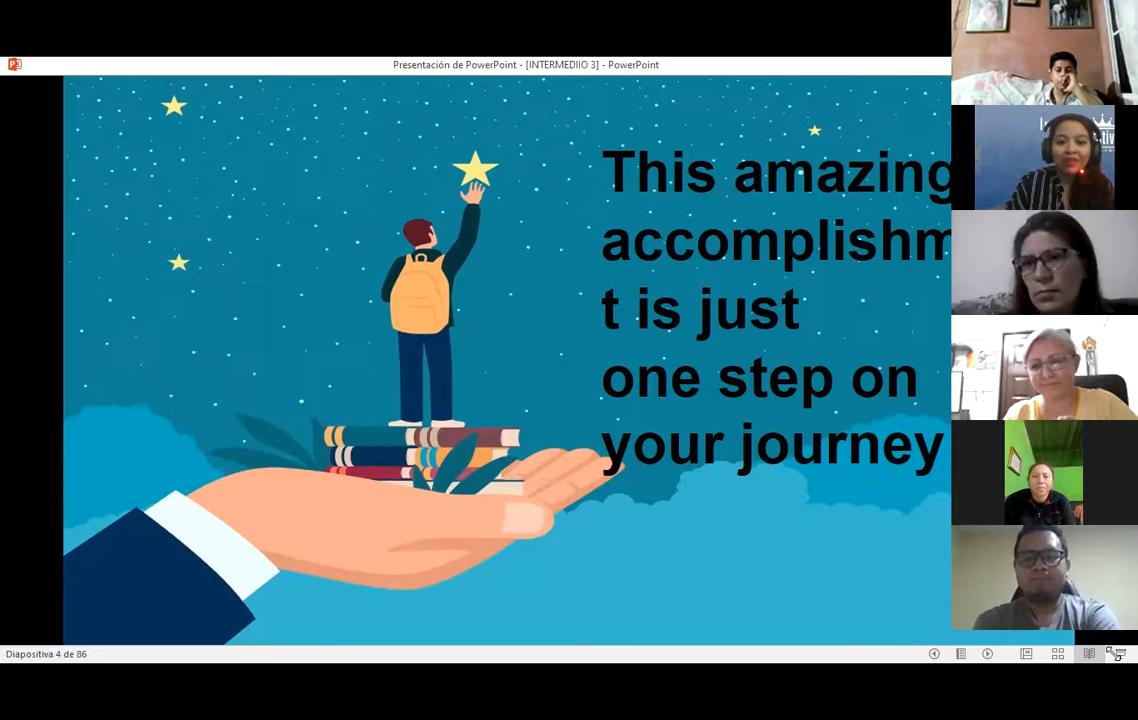 Presentación de PowerPoint - [INTERMEDIIO 3] - PowerPoint
This amazing
accomplishm
t is just
one step on
your journey
Diapositiva 4 de 86